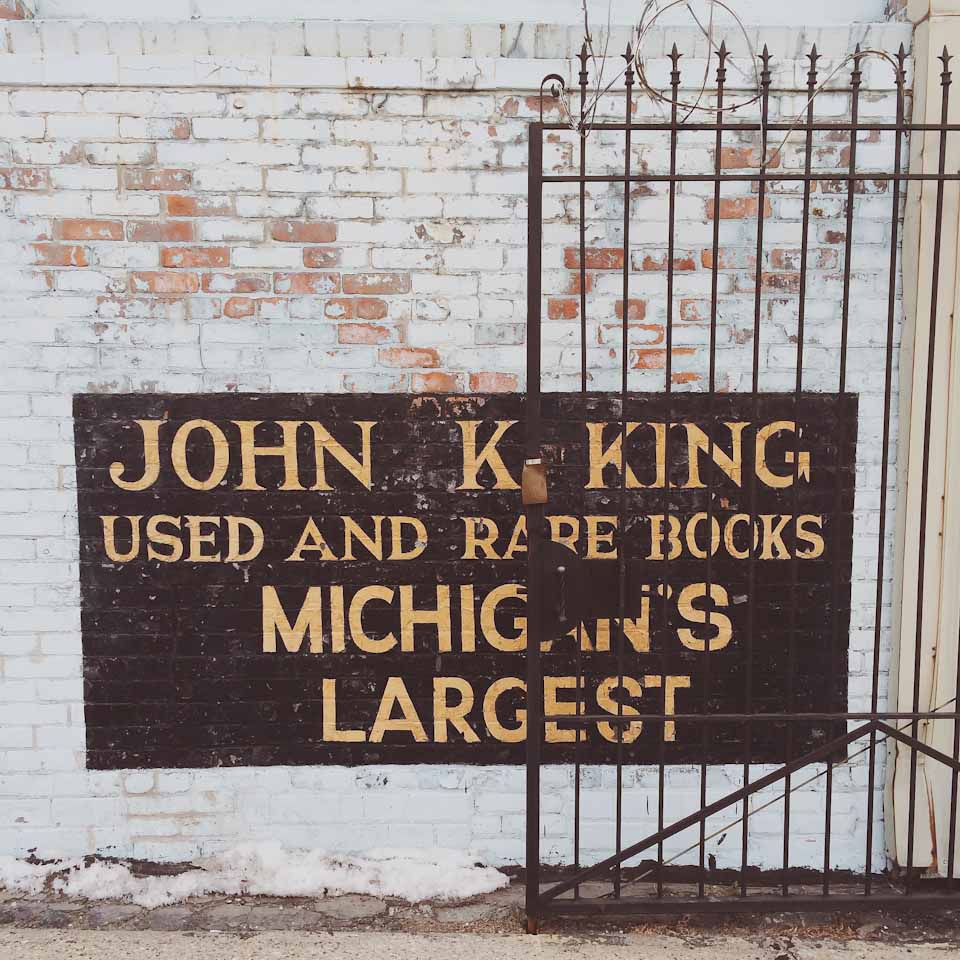 JOHN K. KING
USED AND RARE BOOKS
MICHIGAN'S
LARGEST